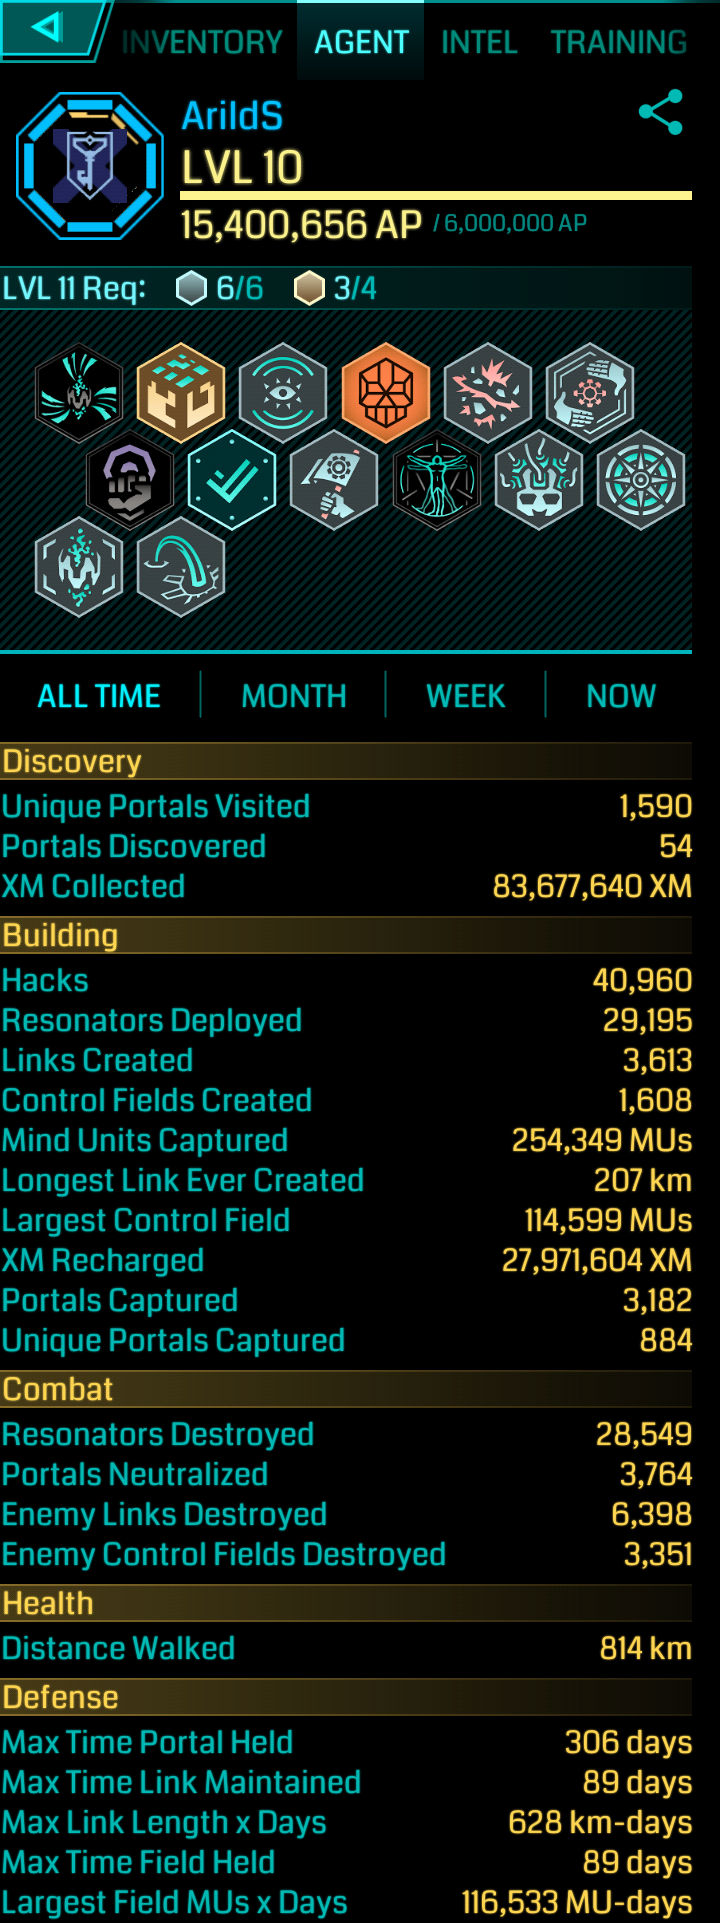 INVENTORY AGENT INTEL TRAINING
ArildS
LVL 10
15,400,656 AP / 6,000,000 AP
LVL 11 Req: 6/6 3/4
ALL TIME MONTH WEEK NOW
Discovery
Unique Portals Visited 1,590
Portals Discovered 54
XM Collected 83,677,640 XM
Building
Hacks 40,960
Resonators Deployed 29,195
Links Created 3,613
Control Fields Created 1,608
Mind Units Captured 254,349 MUs
Longest Link Ever Created 207 km
Largest Control Field 114,599 MUs
XM Recharged 27,971,604 XM
Portals Captured 3,182
Unique Portals Captured 884
Combat
Resonators Destroyed 28,549
Portals Neutralized 3,764
Enemy Links Destroyed 6,398
Enemy Control Fields Destroyed 3,351
Health
Distance Walked 814 km
Defense
Max Time Portal Held 306 days
Max Time Link Maintained 89 days
Max Link Length x Days 628 km-days
Max Time Field Held 89 days
Largest Field MUs x Days 116,533 MU-days